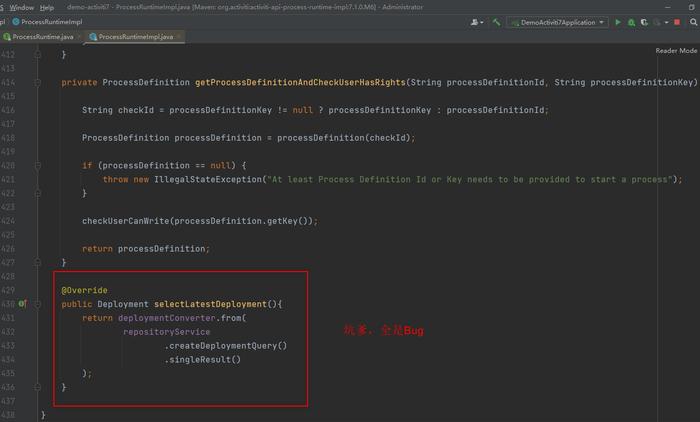 demo-activiti7 – ProcessRuntimeImpl.java [Maven: org.activiti:activiti-api-process-runtime-impl:7.1.0.M6] - Administrator
ProcessRuntimeImpl
DemoActiviti7Application
ProcessRuntime.java
ProcessRuntimeImpl.java
Reader Mode
412 }
413
414 private ProcessDefinition getProcessDefinitionAndCheckUserHasRights(String processDefinitionId, String processDefinitionKey)
415
416 String checkId = processDefinitionKey != null ? processDefinitionKey : processDefinitionId;
417
418 ProcessDefinition processDefinition = processDefinition(checkId);
419
420 if (processDefinition == null) {
421 throw new IllegalStateException("At least Process Definition Id or Key needs to be provided to start a process");
422 }
423
424 checkUserCanWrite(processDefinition.getKey());
425
426 return processDefinition;
427 }
428
429 @Override
430 public Deployment selectLatestDeployment(){
431 return deploymentConverter.from(
432 repositoryService
433 .createDeploymentQuery()
434 .singleResult()
435 );
436 }
437
438 }
坑爹，全是Bug